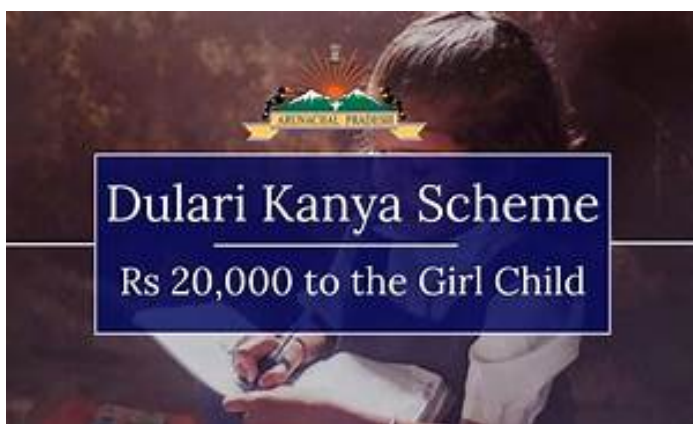 ARUNACHAL PRADESH
Dulari Kanya Scheme
Rs 20,000 to the Girl Child